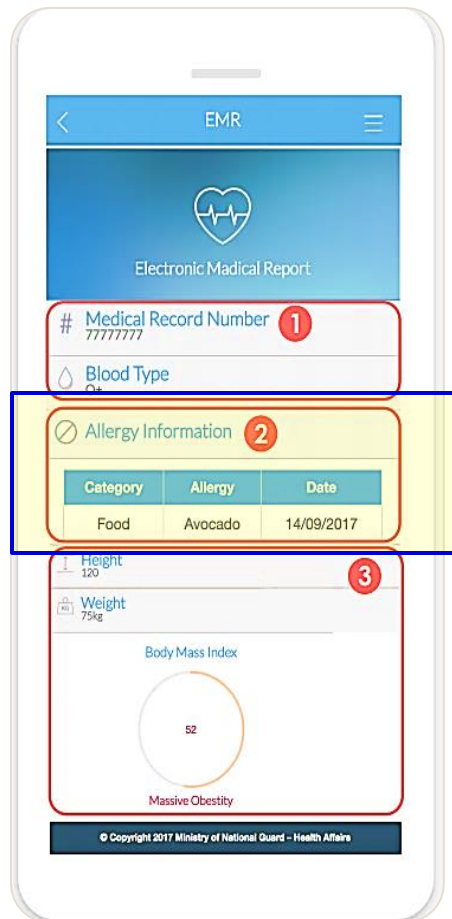 EMR
Electronic Medical Report
# Medical Record Number 1
77777777
Blood Type
O+
Allergy Information 2
Category Allergy Date
Food Avocado 14/09/2017
Height 3
120
KG Weight
75kg
Body Mass Index
52
Massive Obestity
© Copyright 2017 Ministry of National Guard – Health Affairs